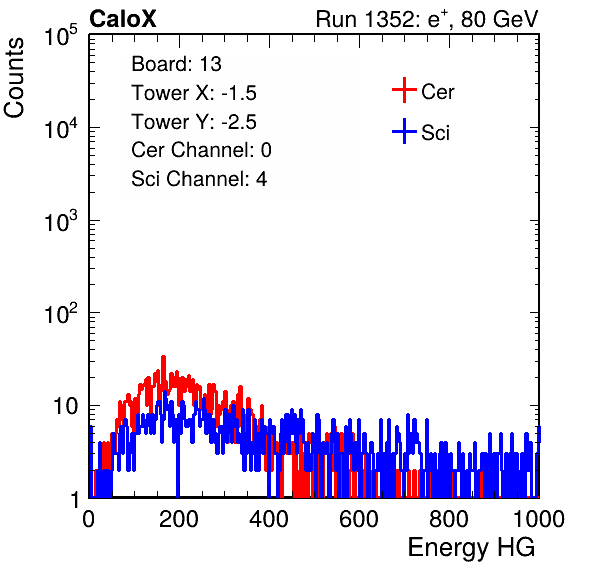 CaloX Run 1352: e⁺, 80 GeV
Counts
10⁵
10⁴
10³
10²
10
1
Board: 13
Tower X: -1.5
Tower Y: -2.5
Cer Channel: 0
Sci Channel: 4
Cer
Sci
0 200 400 600 800 1000
Energy HG